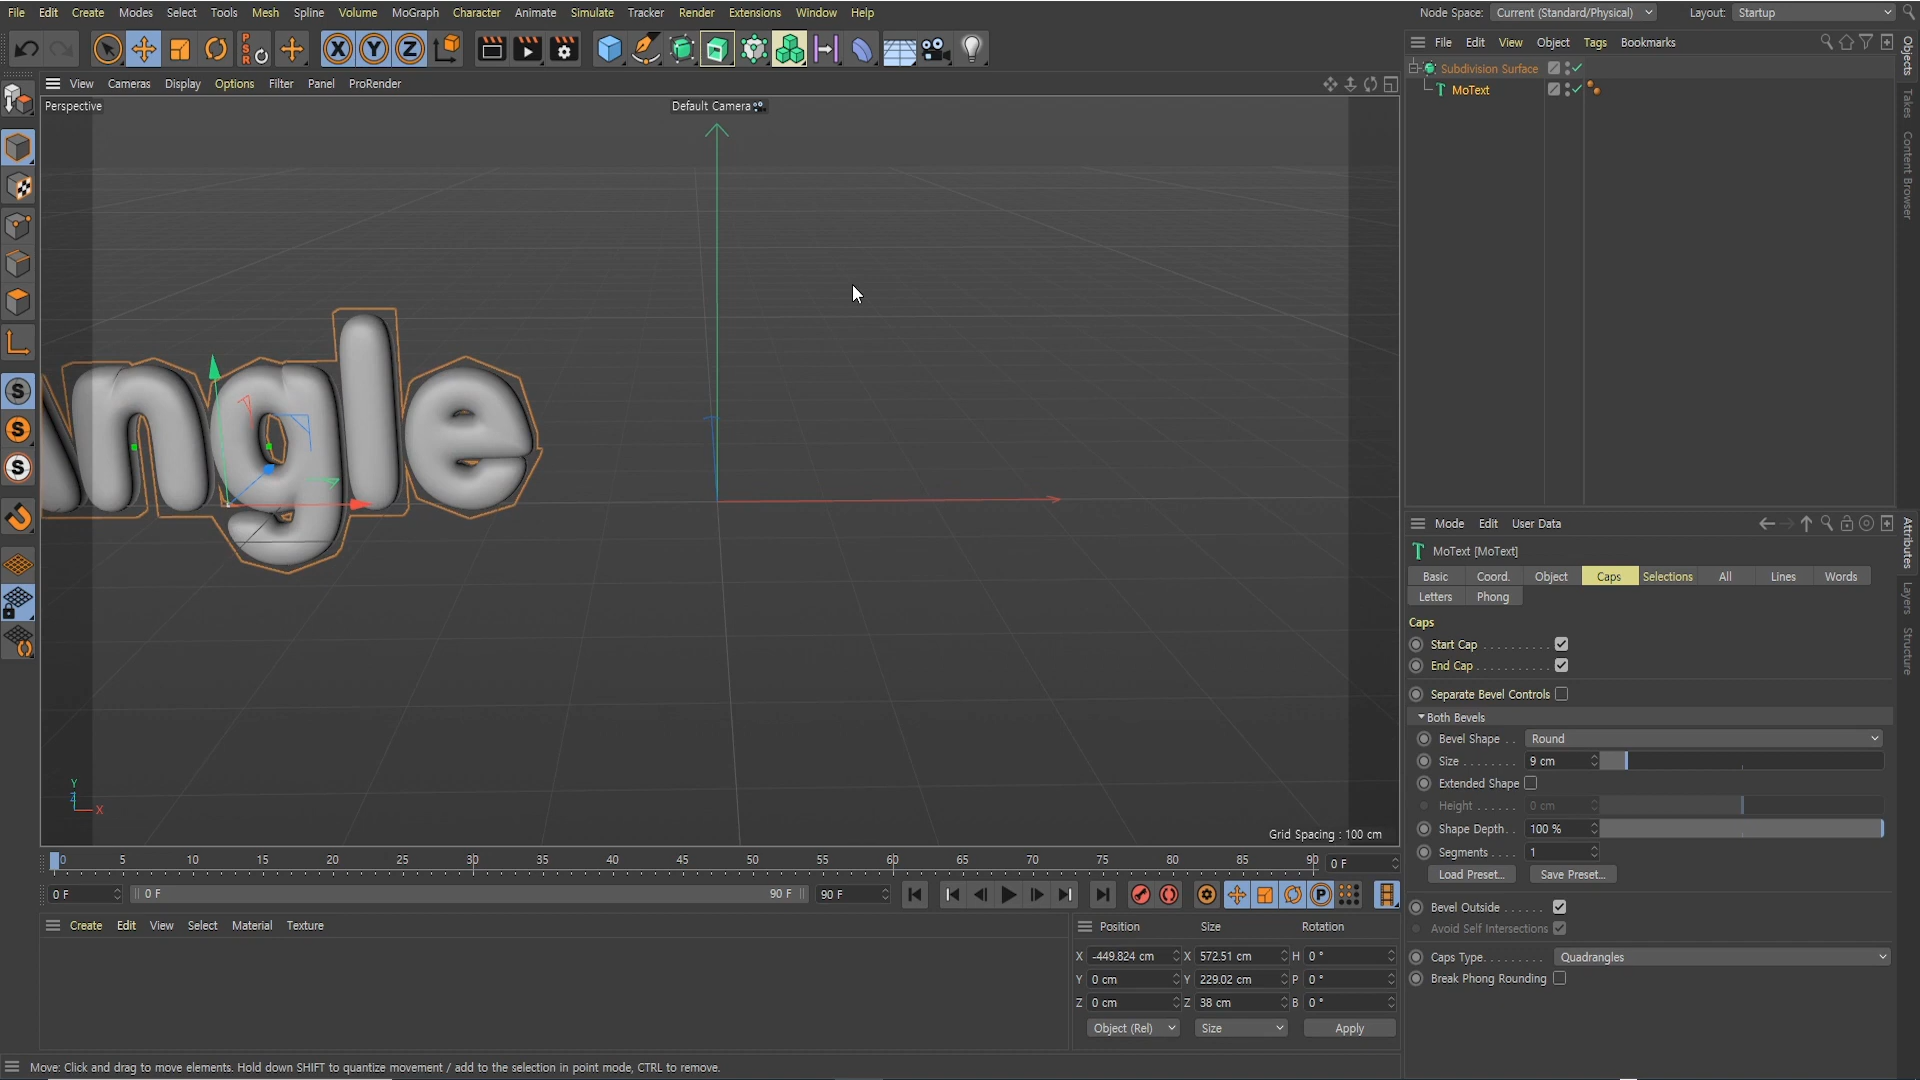 File Edit Create Modes Select Tools Mesh Spline Volume MoGraph Character Animate Simulate Tracker Render Extensions Window Help
Node Space: Current (Standard/Physical) Layout: Startup
X Y Z
PSR
File Edit View Object Tags Bookmarks
Objects
Takes
Content Browser
Subdivision Surface
MoText
View Cameras Display Options Filter Panel ProRender
Perspective
Default Camera
Angle
Y
Z
X
Grid Spacing : 100 cm
S
S
S
Mode Edit User Data
Attributes
Layers
Structure
MoText [MoText]
Basic Coord. Object Caps Selections All Lines Words
Letters Phong
Caps
Start Cap
End Cap
Separate Bevel Controls
Both Bevels
Bevel Shape Round
Size 9 cm
Extended Shape
Height 0 cm
Shape Depth 100 %
Segments 1
Load Preset... Save Preset...
Bevel Outside
Avoid Self Intersections
Caps Type Quadrangles
Break Phong Rounding
0 5 10 15 20 25 30 35 40 45 50 55 60 65 70 75 80 85 90 0 F
0 F 0 F 90 F 90 F
P
Create Edit View Select Material Texture
Position Size Rotation
X -449.824 cm X 572.51 cm H 0 °
Y 0 cm Y 229.02 cm P 0 °
Z 0 cm Z 38 cm B 0 °
Object (Rel) Size Apply
Move: Click and drag to move elements. Hold down SHIFT to quantize movement / add to the selection in point mode, CTRL to remove.